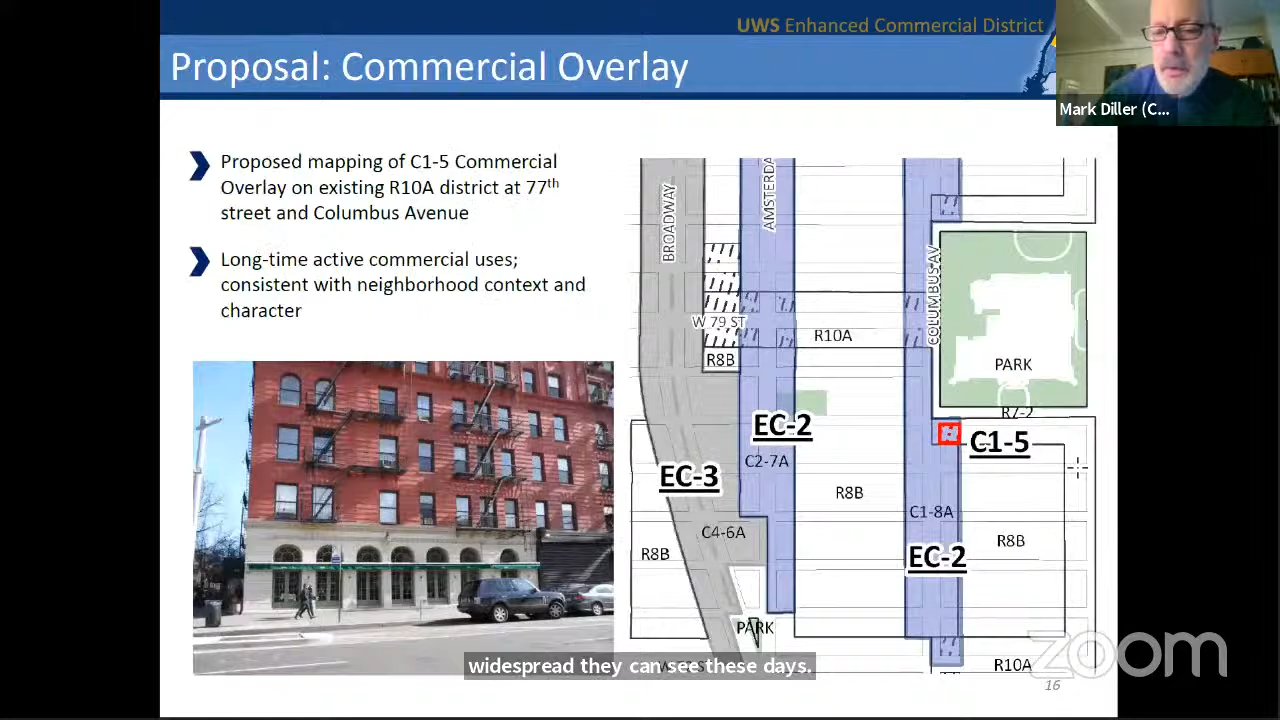 UWS Enhanced Commercial District
Proposal: Commercial Overlay
Mark Diller (C...
Proposed mapping of C1-5 Commercial
Overlay on existing R10A district at 77th
street and Columbus Avenue
Long-time active commercial uses;
consistent with neighborhood context and
character
BROADWAY
AMSTERDA
COLUMBUS AV
W 79 ST
R10A
R8B
PARK
R7-2
EC-2
C1-5
C2-7A
EC-3
R8B
C1-8A
C4-6A
R8B
R8B
EC-2
PARK
R10A
zoom
widespread they can see these days.
16